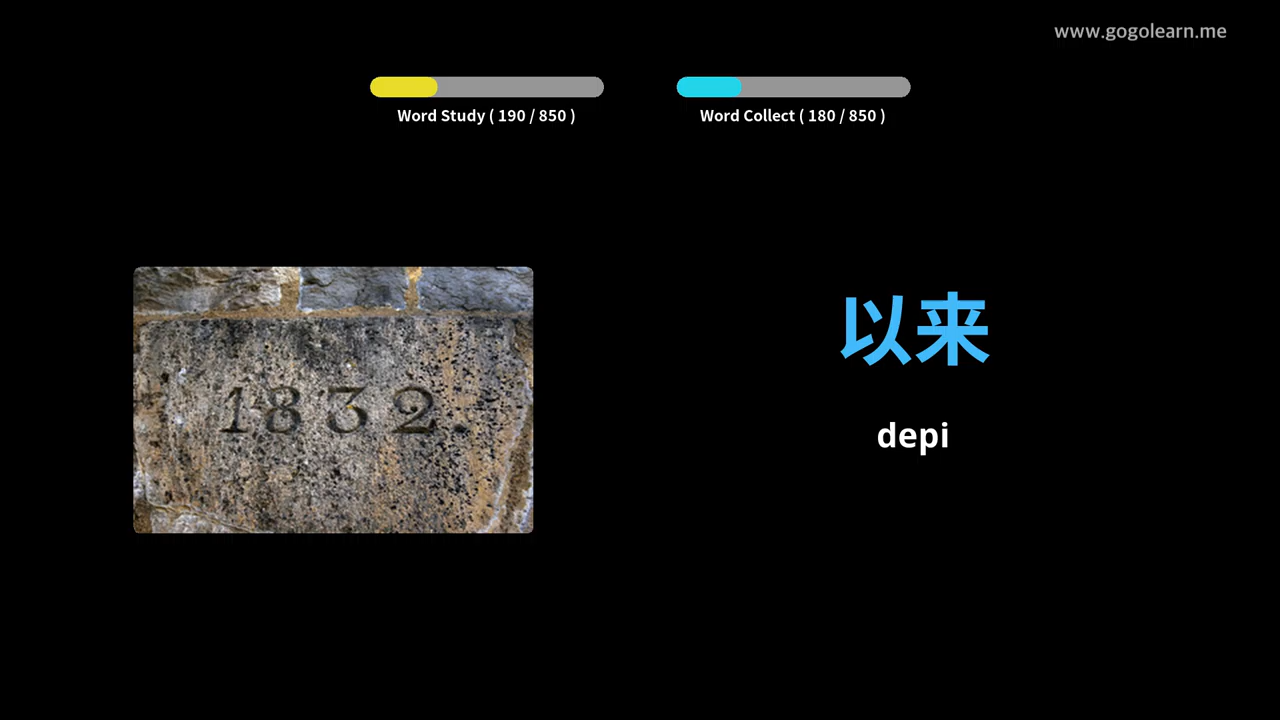 www.gogolearn.me
Word Study ( 190 / 850 )
Word Collect ( 180 / 850 )
1832.
以来
depi